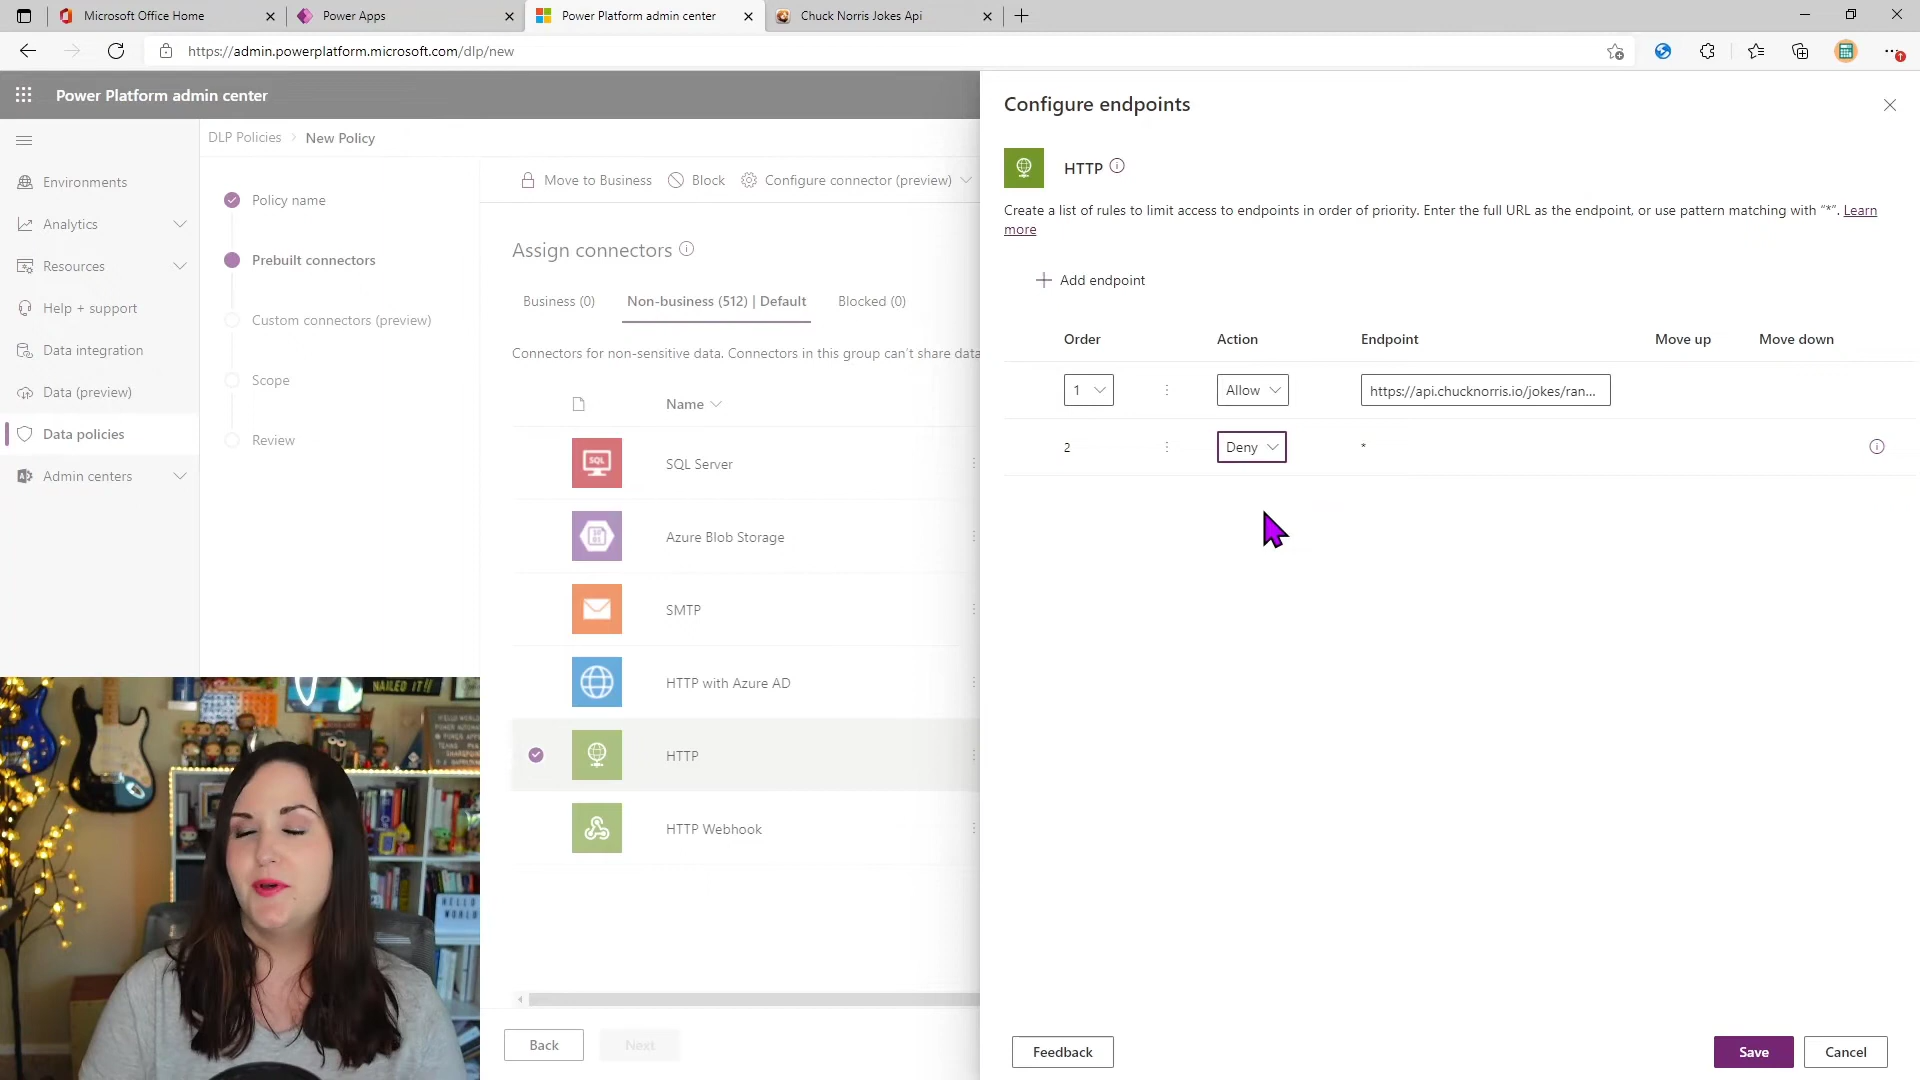 Microsoft Office Home
Power Apps
Power Platform admin center
Chuck Norris Jokes Api
https://admin.powerplatform.microsoft.com/dlp/new
Power Platform admin center
Environments
Analytics
Resources
Help + support
Data integration
Data (preview)
Data policies
Admin centers
DLP Policies > New Policy
Policy name
Prebuilt connectors
Custom connectors (preview)
Scope
Review
Move to Business
Block
Configure connector (preview)
Assign connectors
Business (0)
Non-business (512) | Default
Blocked (0)
Connectors for non-sensitive data. Connectors in this group can't share data
Name
SQL
SQL Server
Azure Blob Storage
SMTP
HTTP with Azure AD
HTTP
HTTP Webhook
Back
Next
Configure endpoints
HTTP
Create a list of rules to limit access to endpoints in order of priority. Enter the full URL as the endpoint, or use pattern matching with “*”. Learn
more
Add endpoint
Order Action Endpoint Move up Move down
1 Allow https://api.chucknorris.io/jokes/ran...
2 Deny *
Feedback
Save
Cancel
NAILED IT!!
HELLO
WORLD